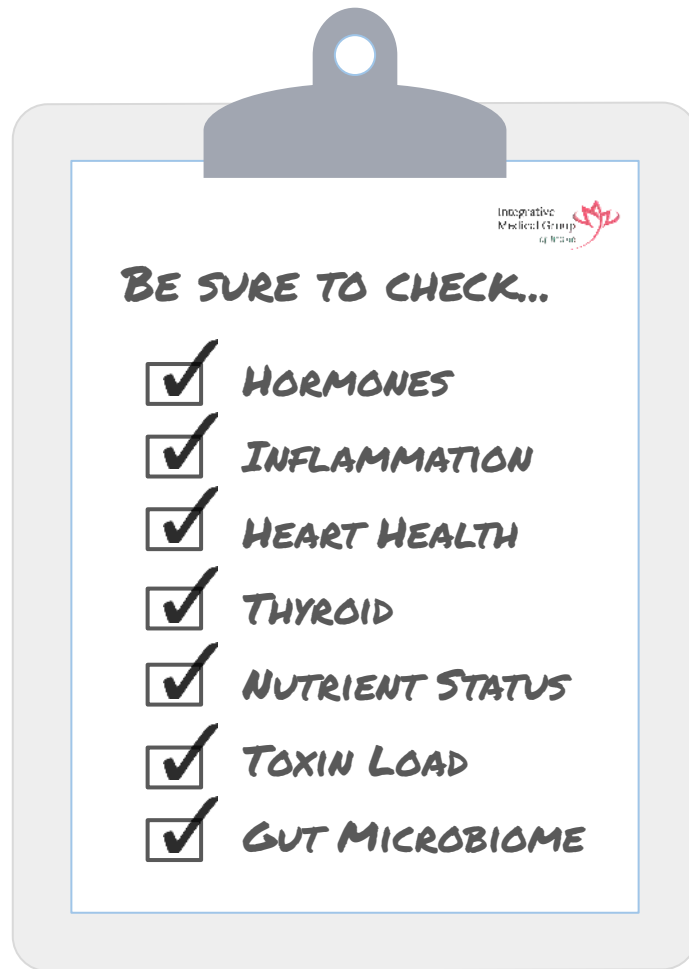 Integrative
Medical Group
Be sure to check...
Hormones
Inflammation
Heart Health
Thyroid
Nutrient Status
Toxin Load
Gut Microbiome